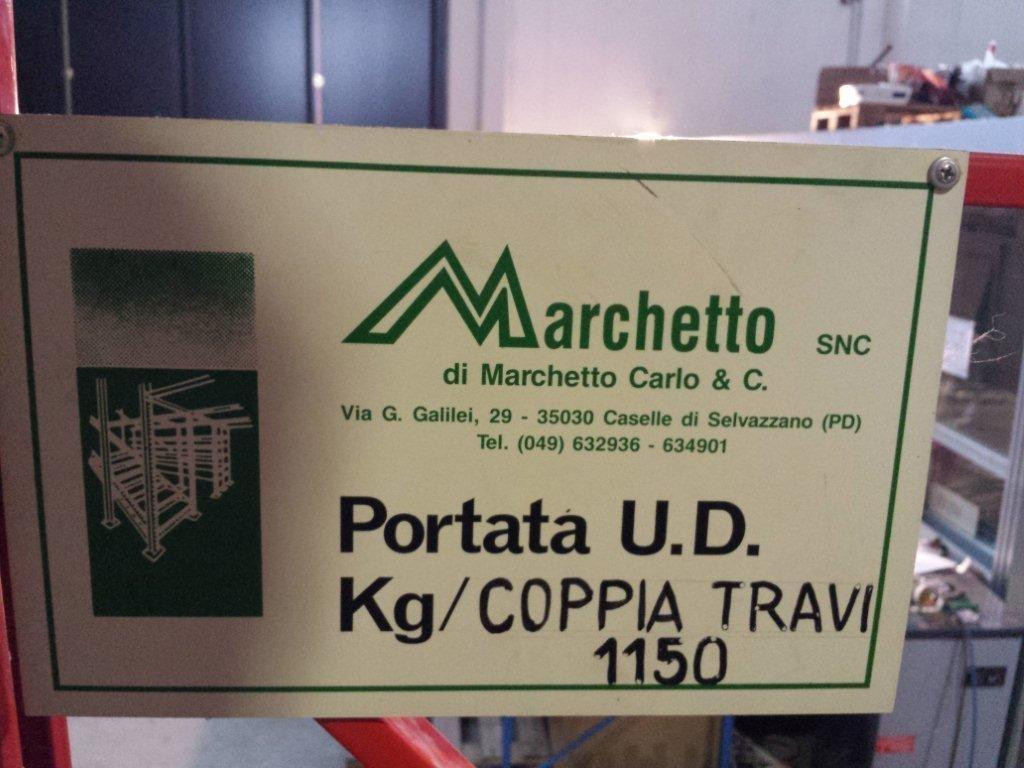 Marchetto SNC
di Marchetto Carlo & C.
Via G. Galilei, 29 - 35030 Caselle di Selvazzano (PD)
Tel. (049) 632936 - 634901
Portata U.D.
Kg/COPPIA TRAVI
1150